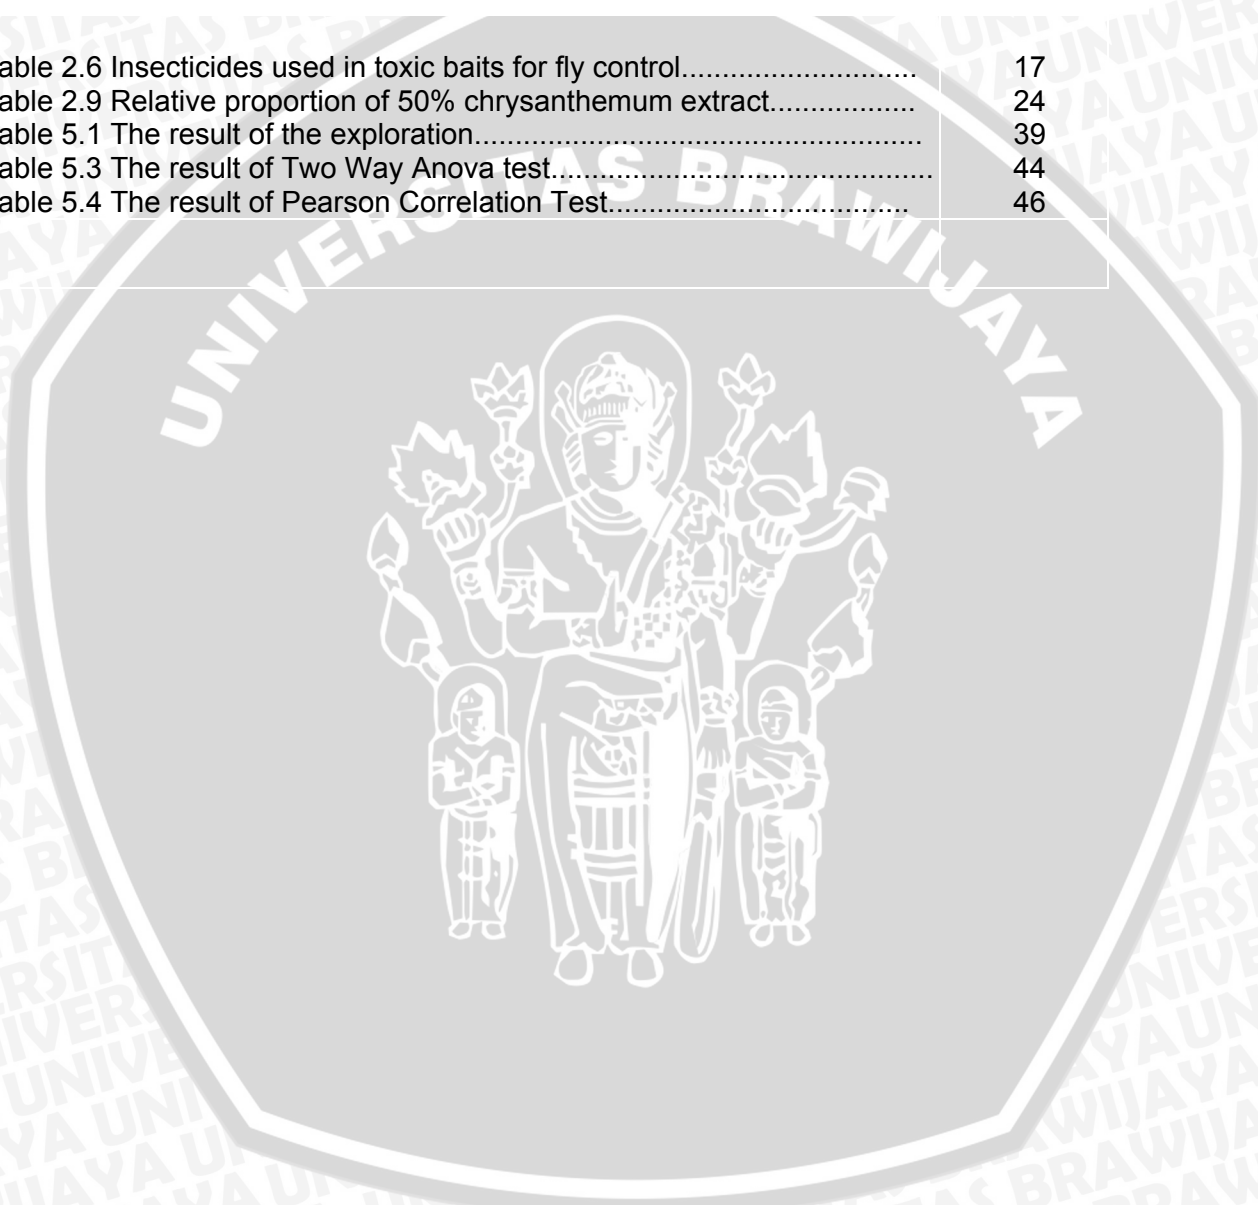 able 2.6 Insecticides used in toxic baits for fly control............................. 17
able 2.9 Relative proportion of 50% chrysanthemum extract.................. 24
able 5.1 The result of the exploration....................................................... 39
able 5.3 The result of Two Way Anova test............................................... 44
able 5.4 The result of Pearson Correlation Test..................................... 46
UNIVERSITAS BRAWIJAYA